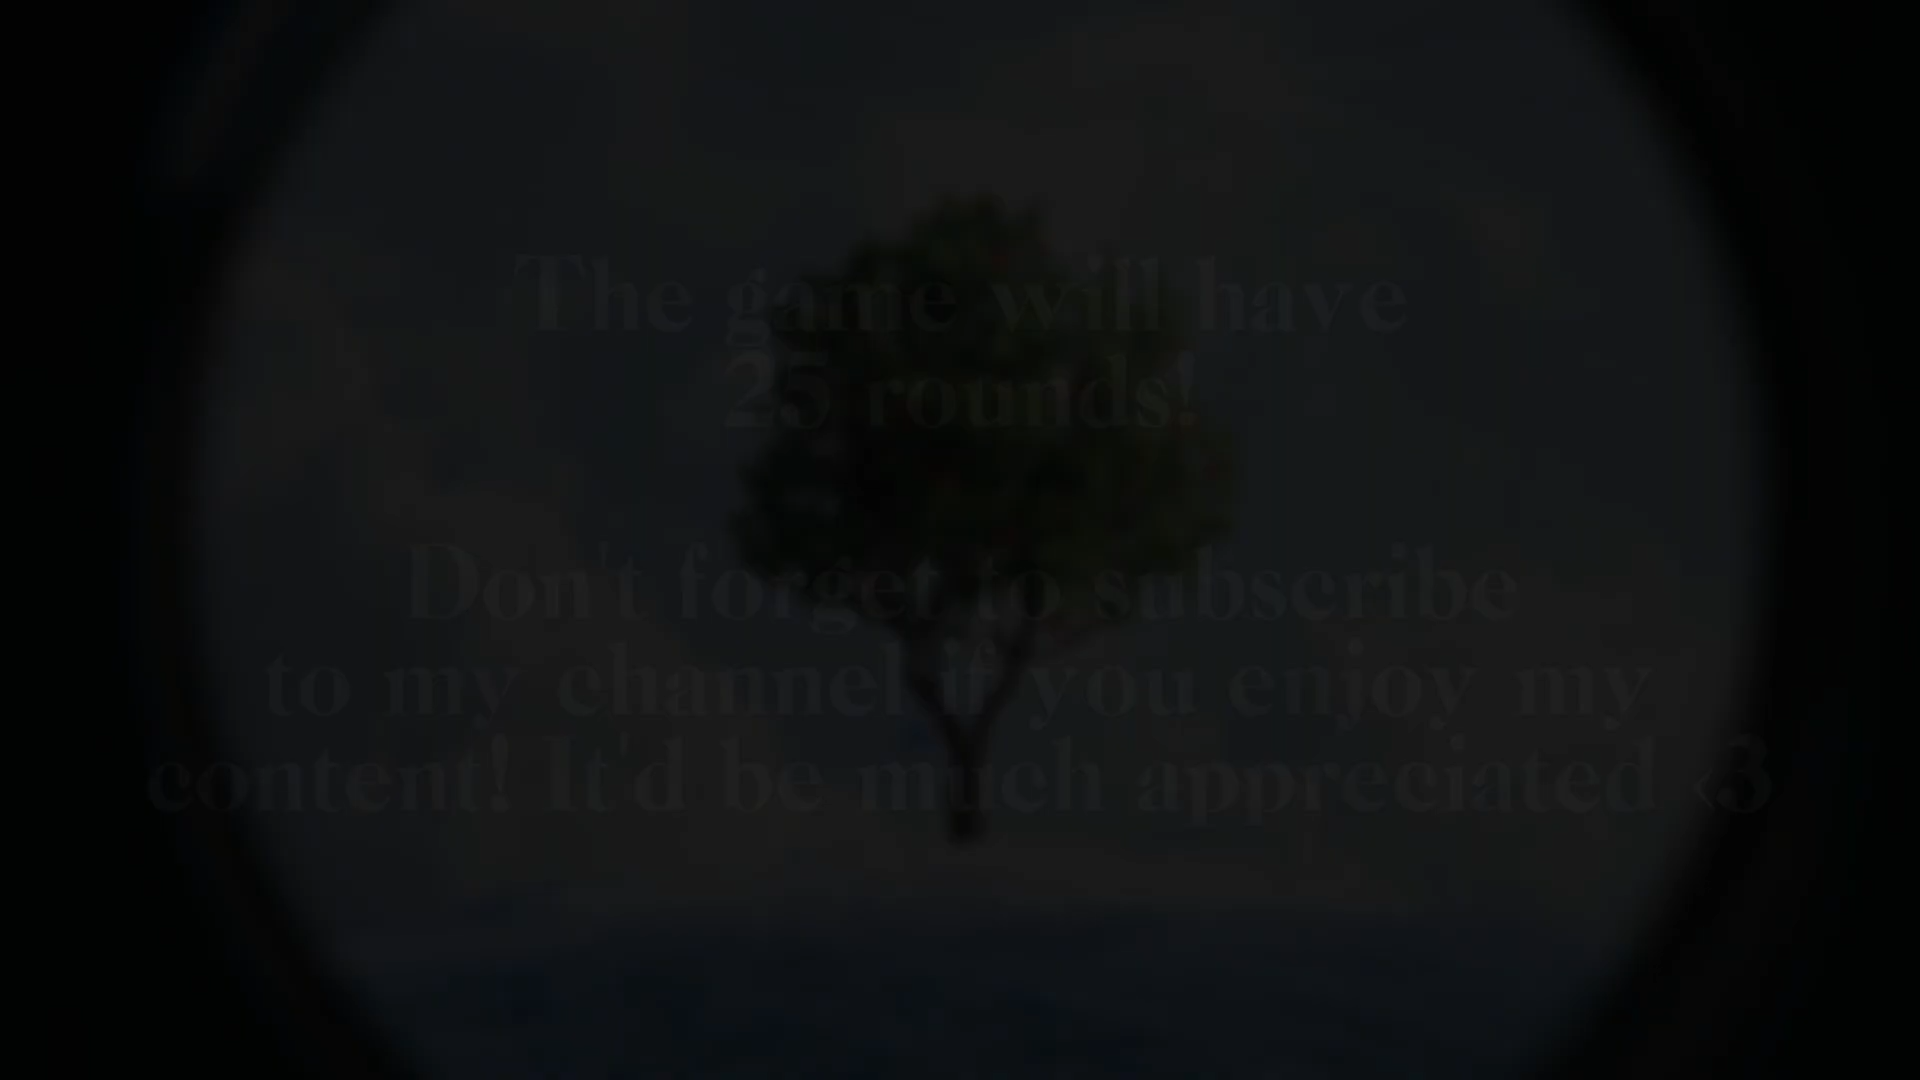 The game will have
25 rounds!
Don't forget to subscribe
to my channel if you enjoy my
content! It'd be much appreciated <3